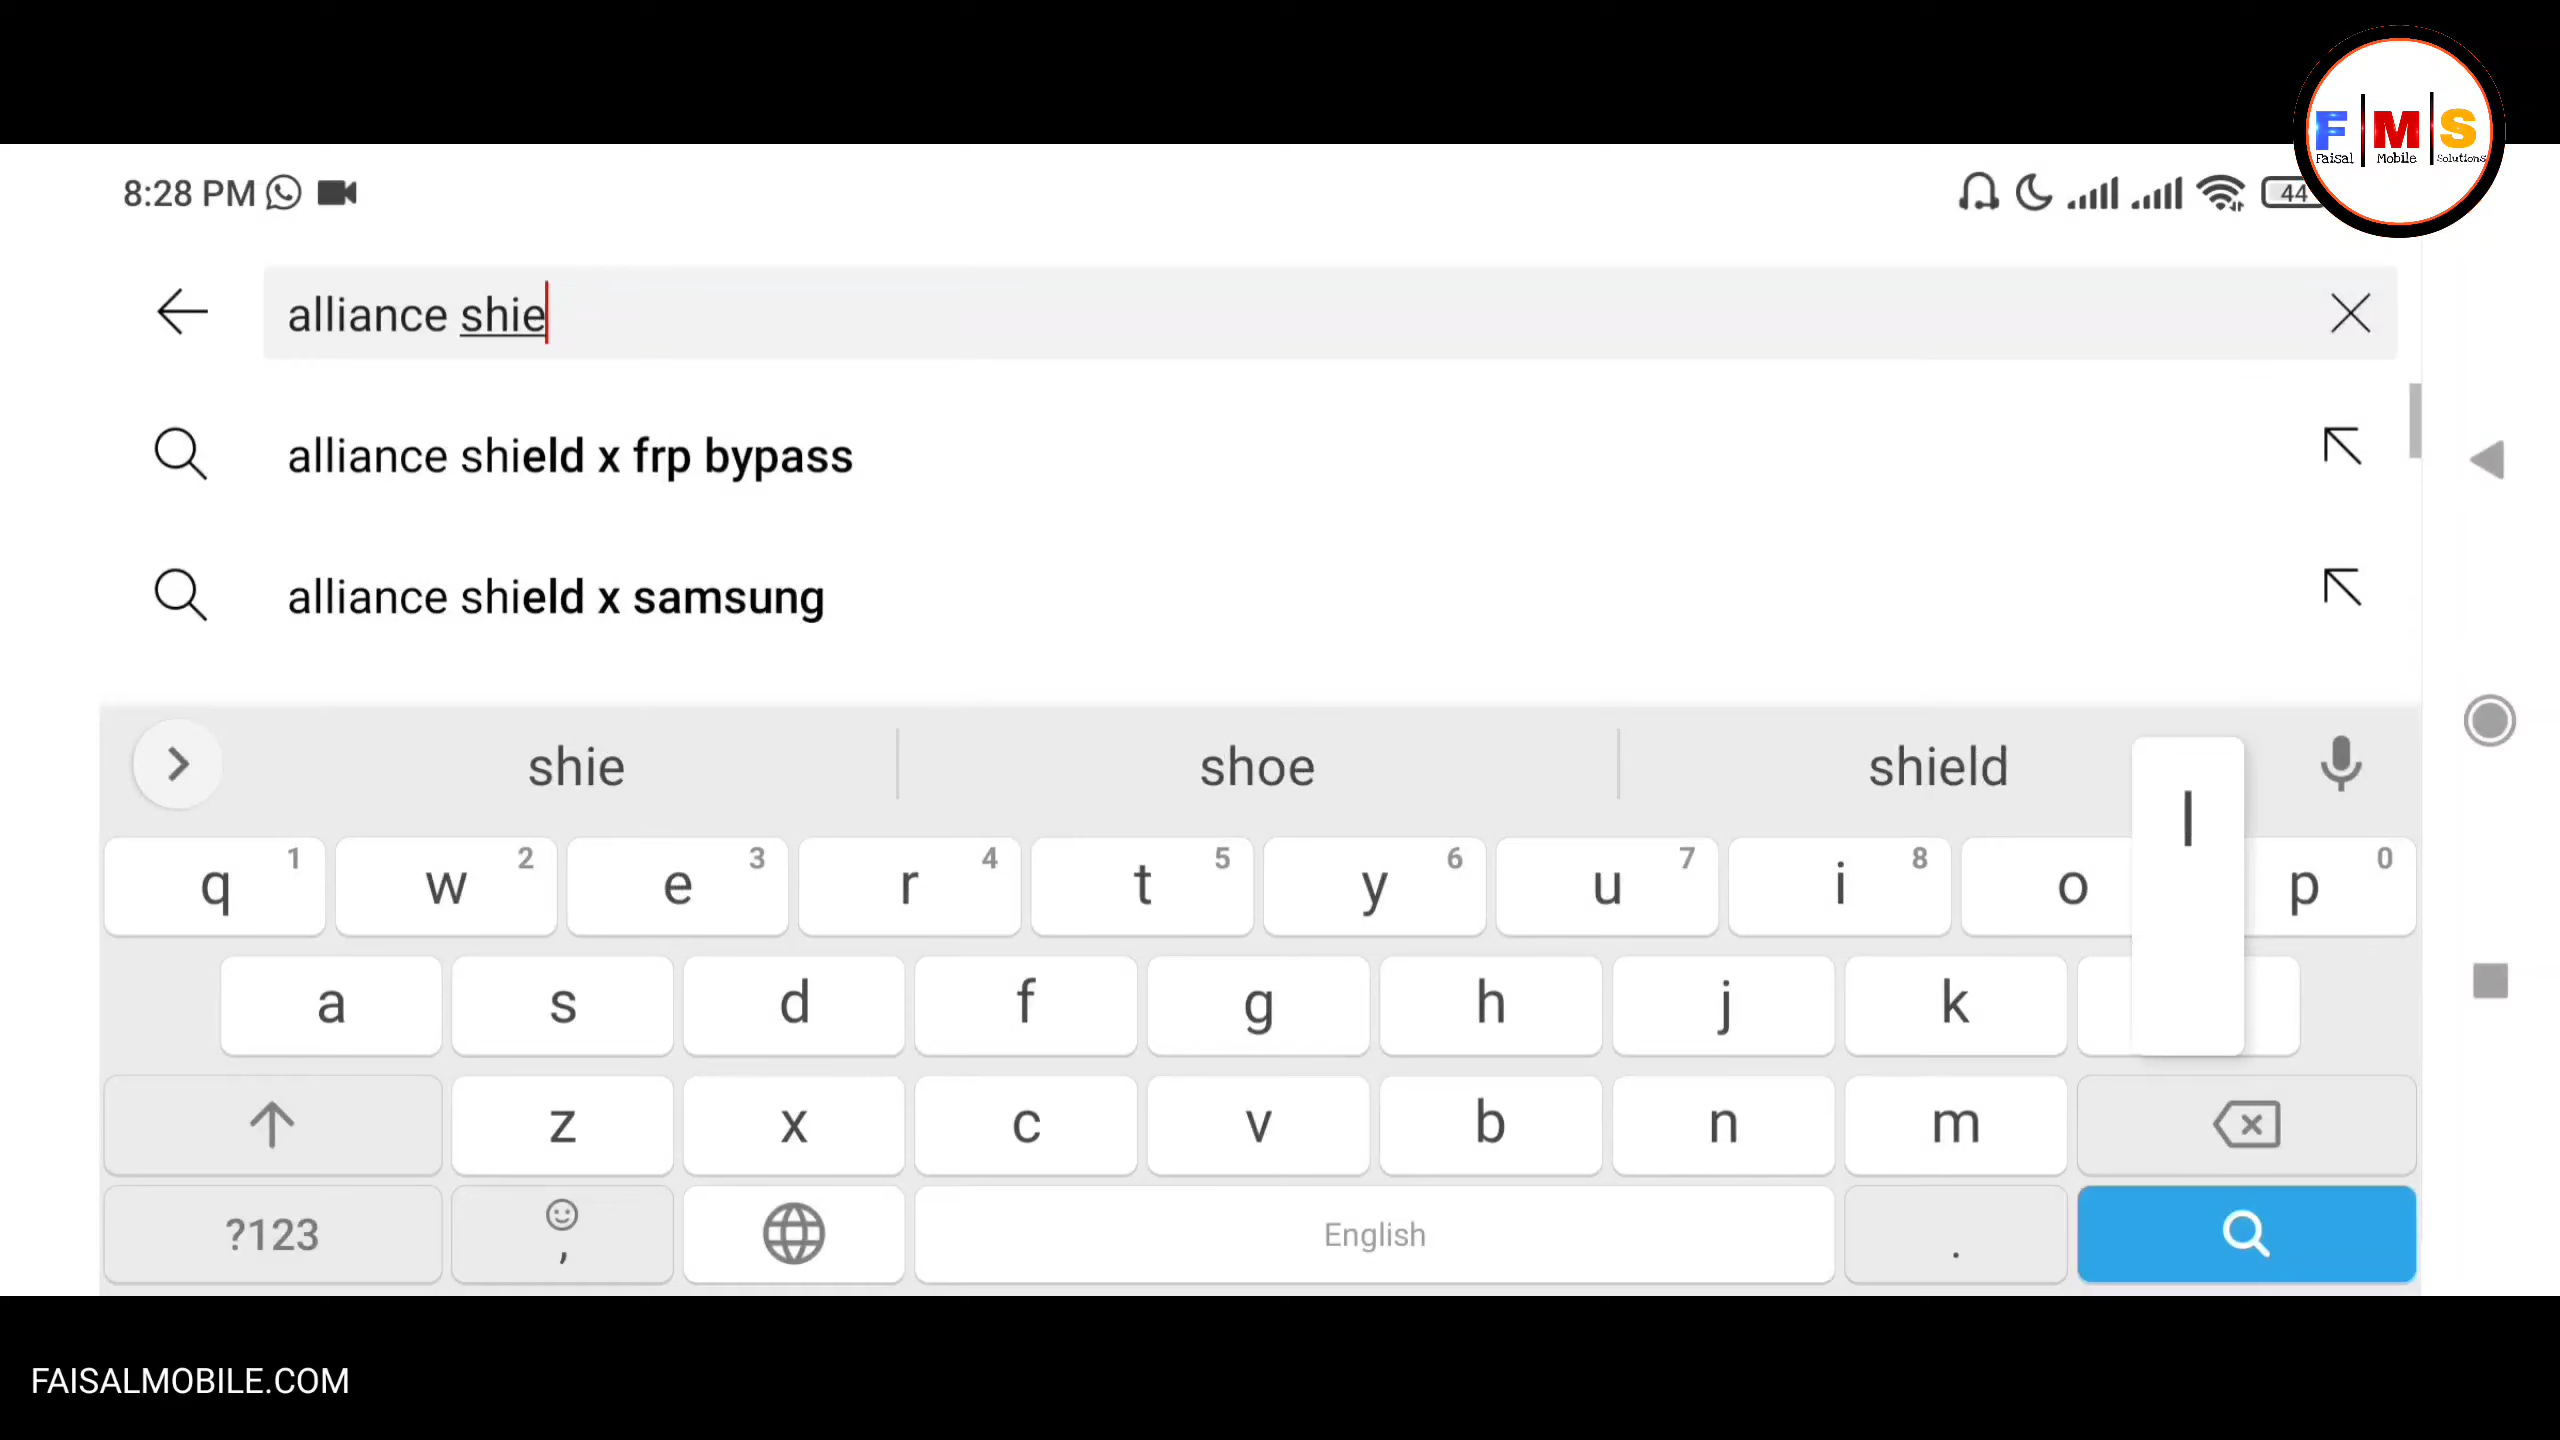 F M S
Faisal Mobile Solutions
8:28 PM
44
alliance shie
alliance shield x frp bypass
alliance shield x samsung
shie shoe shield
l
q 1 w 2 e 3 r 4 t 5 y 6 u 7 i 8 o p 0
a s d f g h j k
z x c v b n m
?123 , English .
FAISALMOBILE.COM